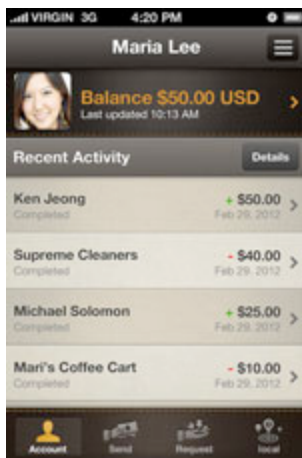 VIRGIN 3G 4:20 PM
Maria Lee
Balance $50.00 USD
Last updated 10:13 AM
Recent Activity Details
Ken Jeong + $50.00
Completed Feb 29, 2012
Supreme Cleaners - $40.00
Completed Feb 29, 2012
Michael Solomon + $25.00
Completed Feb 29, 2012
Mari's Coffee Cart - $10.00
Completed Feb 29, 2012
Account Send Request local